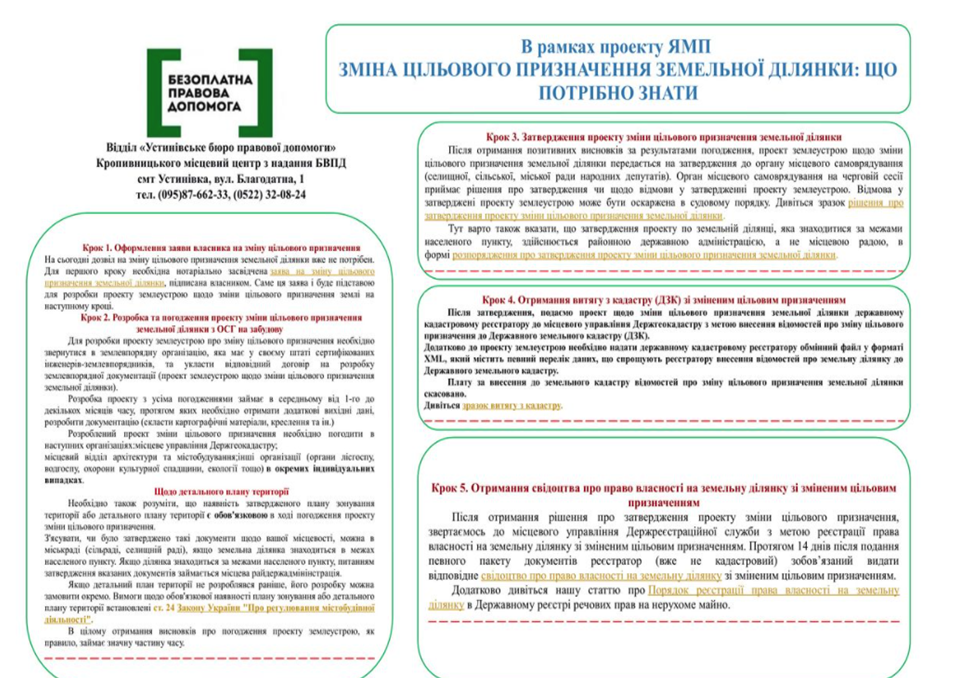 БЕЗОПЛАТНА
ПРАВОВА
ДОПОМОГА
Відділ «Устинівське бюро правової допомоги»
Кропивницького місцевий центр з надання БВПД
смт Устинівка, вул. Благодатна, 1
тел. (095)87-662-33, (0522) 32-08-24
В рамках проекту ЯМП
ЗМІНА ЦІЛЬОВОГО ПРИЗНАЧЕННЯ ЗЕМЕЛЬНОЇ ДІЛЯНКИ: ЩО
ПОТРІБНО ЗНАТИ
Крок 1. Оформлення заяви власника на зміну цільового призначення
На сьогодні дозвіл на зміну цільового призначення земельної ділянки вже не потрібен.
Для першого кроку необхідна нотаріально засвідчена заява на зміну цільового
призначення земельної ділянки, підписана власником. Саме ця заява і буде підставою
для розробки проекту землеустрою щодо зміни цільового призначення землі на
наступному кроці.
Крок 2. Розробка та погодження проекту зміни цільового призначення
земельної ділянки з ОСГ на забудову
Для розробки проекту землеустрою про зміну цільового призначення необхідно
звернутися в землевпорядну організацію, яка має у своєму штаті сертифікованих
інженерів-землевпорядників, та укласти відповідний договір на розробку
землевпорядної документації (проект землеустрою щодо зміни цільового призначення
земельної ділянки).
Розробка проекту з усіма погодженнями займає в середньому від 1-го до
декількох місяців часу, протягом яких необхідно отримати додаткові вихідні дані,
розробити документацію (скласти картографічні матеріали, креслення та ін.)
Розроблений проект зміни цільового призначення необхідно погодити в
наступних організаціях:місцеве управління Держгеокадастру;
місцевий відділ архітектури та містобудування;інші організації (органи лісгоспу,
водгоспу, охорони культурної спадщини, екології тощо) в окремих індивідуальних
випадках.
Щодо детального плану території
Необхідно також розуміти, що наявність затвердженого плану зонування
території або детального плану території є обов'язковою в ході погодження проекту
зміни цільового призначення.
З'ясувати, чи було затверджено такі документи щодо вашої місцевості, можна в
міськраді (сільраді, селищній раді), якщо земельна ділянка знаходиться в межах
населеного пункту. Якщо ділянка знаходиться за межами населеного пункту, питанням
затвердження вказаних документів займається місцева райдержадміністрація.
Якщо детальний план території не розроблявся раніше, його розробку можна
замовити окремо. Вимоги щодо обов'язкової наявності плану зонування або детального
плану території встановлені ст. 24 Закону України "Про регулювання містобудівної
діяльності".
В цілому отримання висновків про погодження проекту землеустрою, як
правило, займає значну частину часу.
Крок 3. Затвердження проекту зміни цільового призначення земельної ділянки
Після отримання позитивних висновків за результатами погодження, проект землеустрою щодо зміни
цільового призначення земельної ділянки передається на затвердження до органу місцевого самоврядування
(селищної, сільської, міської ради народних депутатів). Орган місцевого самоврядування на черговій сесії
приймає рішення про затвердження чи щодо відмови у затвердженні проекту землеустрою. Відмова у
затверджені проекту землеустрою може бути оскаржена в судовому порядку. Дивіться зразок рішення про
затвердження проекту зміни цільового призначення земельної ділянки.
Тут варто також вказати, що затвердження проекту по земельній ділянці, яка знаходиться за межами
населеного пункту, здійснюється районною державною адміністрацією, а не місцевою радою, в
формі розпорядження про затвердження проекту зміни цільового призначення земельної ділянки.
Крок 4. Отримання витягу з кадастру (ДЗК) зі зміненим цільовим призначенням
Після затвердження, подаємо проект щодо зміни цільового призначення земельної ділянки державному
кадастровому реєстратору до місцевого управління Держгеокадастру з метою внесення відомостей про зміну цільового
призначення до Державного земельного кадастру (ДЗК).
Додатково до проекту землеустрою необхідно надати державному кадастровому реєстратору обмінний файл у форматі
XML, який містить певний перелік даних, що спрощують реєстратору внесення відомостей про земельну ділянку до
Державного земельного кадастру.
Плату за внесення до земельного кадастру відомостей про зміну цільового призначення земельної ділянки
скасовано.
Дивіться зразок витягу з кадастру.
Крок 5. Отримання свідоцтва про право власності на земельну ділянку зі зміненим цільовим
призначенням
Після отримання рішення про затвердження проекту зміни цільового призначення,
звертаємось до місцевого управління Держреєстраційної служби з метою реєстрації права
власності на земельну ділянку зі зміненим цільовим призначенням. Протягом 14 днів після подання
певного пакету документів реєстратор (вже не кадастровий) зобов'язаний видати
відповідне свідоцтво про право власності на земельну ділянку зі зміненим цільовим призначенням.
Додатково дивіться нашу статтю про Порядок реєстрації права власності на земельну
ділянку в Державному реєстрі речових прав на нерухоме майно.